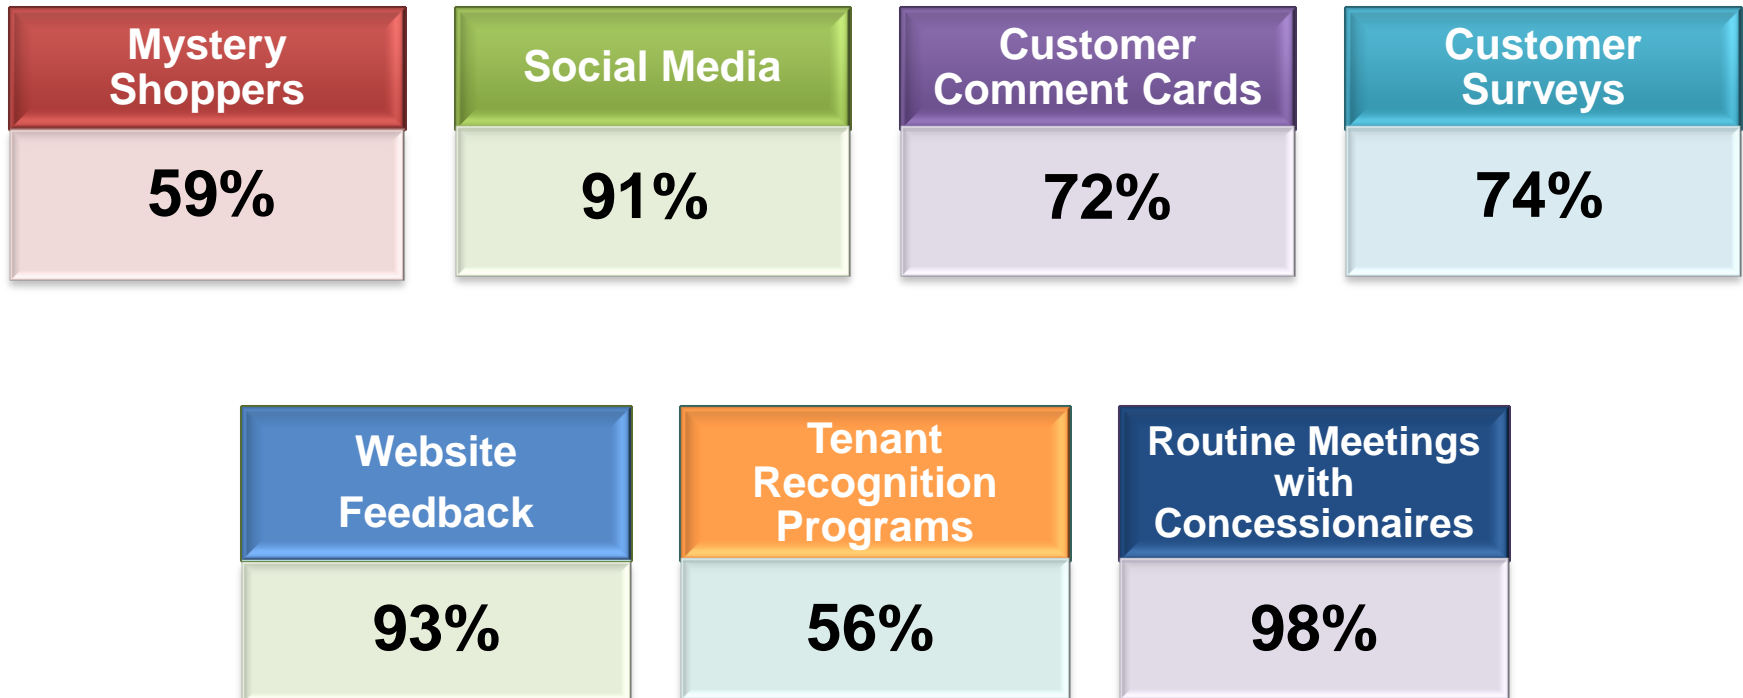 Mystery
Shoppers
59%
Social Media
91%
Customer
Comment Cards
72%
Customer
Surveys
74%
Website
Feedback
93%
Tenant
Recognition
Programs
56%
Routine Meetings
with
Concessionaires
98%